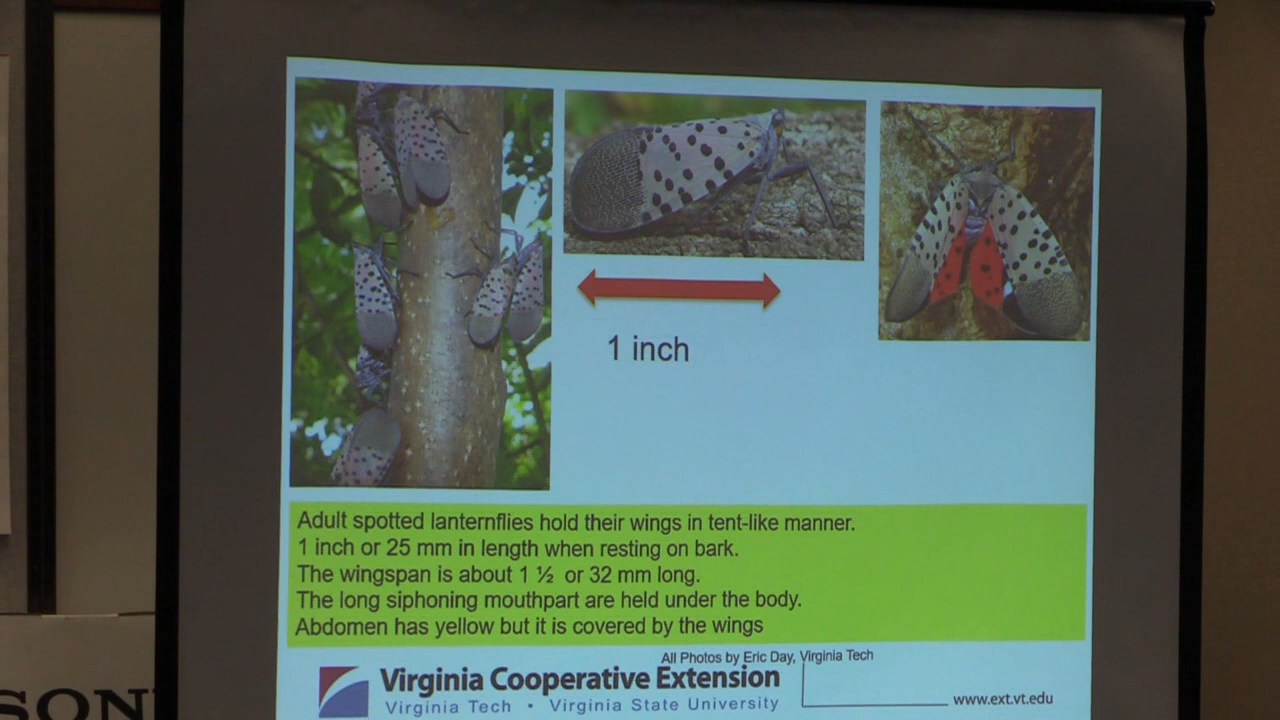 1 inch
Adult spotted lanternflies hold their wings in tent-like manner.
1 inch or 25 mm in length when resting on bark.
The wingspan is about 1 ½ or 32 mm long.
The long siphoning mouthpart are held under the body.
Abdomen has yellow but it is covered by the wings
All Photos by Eric Day, Virginia Tech
Virginia Cooperative Extension
Virginia Tech • Virginia State University
www.ext.vt.edu
SON